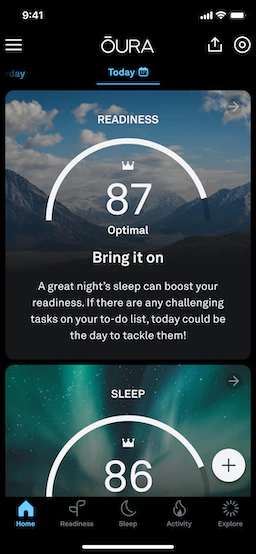 9:41
ŌURA
rday
Today
READINESS
87
Optimal
Bring it on
A great night's sleep can boost your
readiness. If there are any challenging
tasks on your to-do list, today could be
the day to tackle them!
SLEEP
86
Home
Readiness
Sleep
Activity
Explore